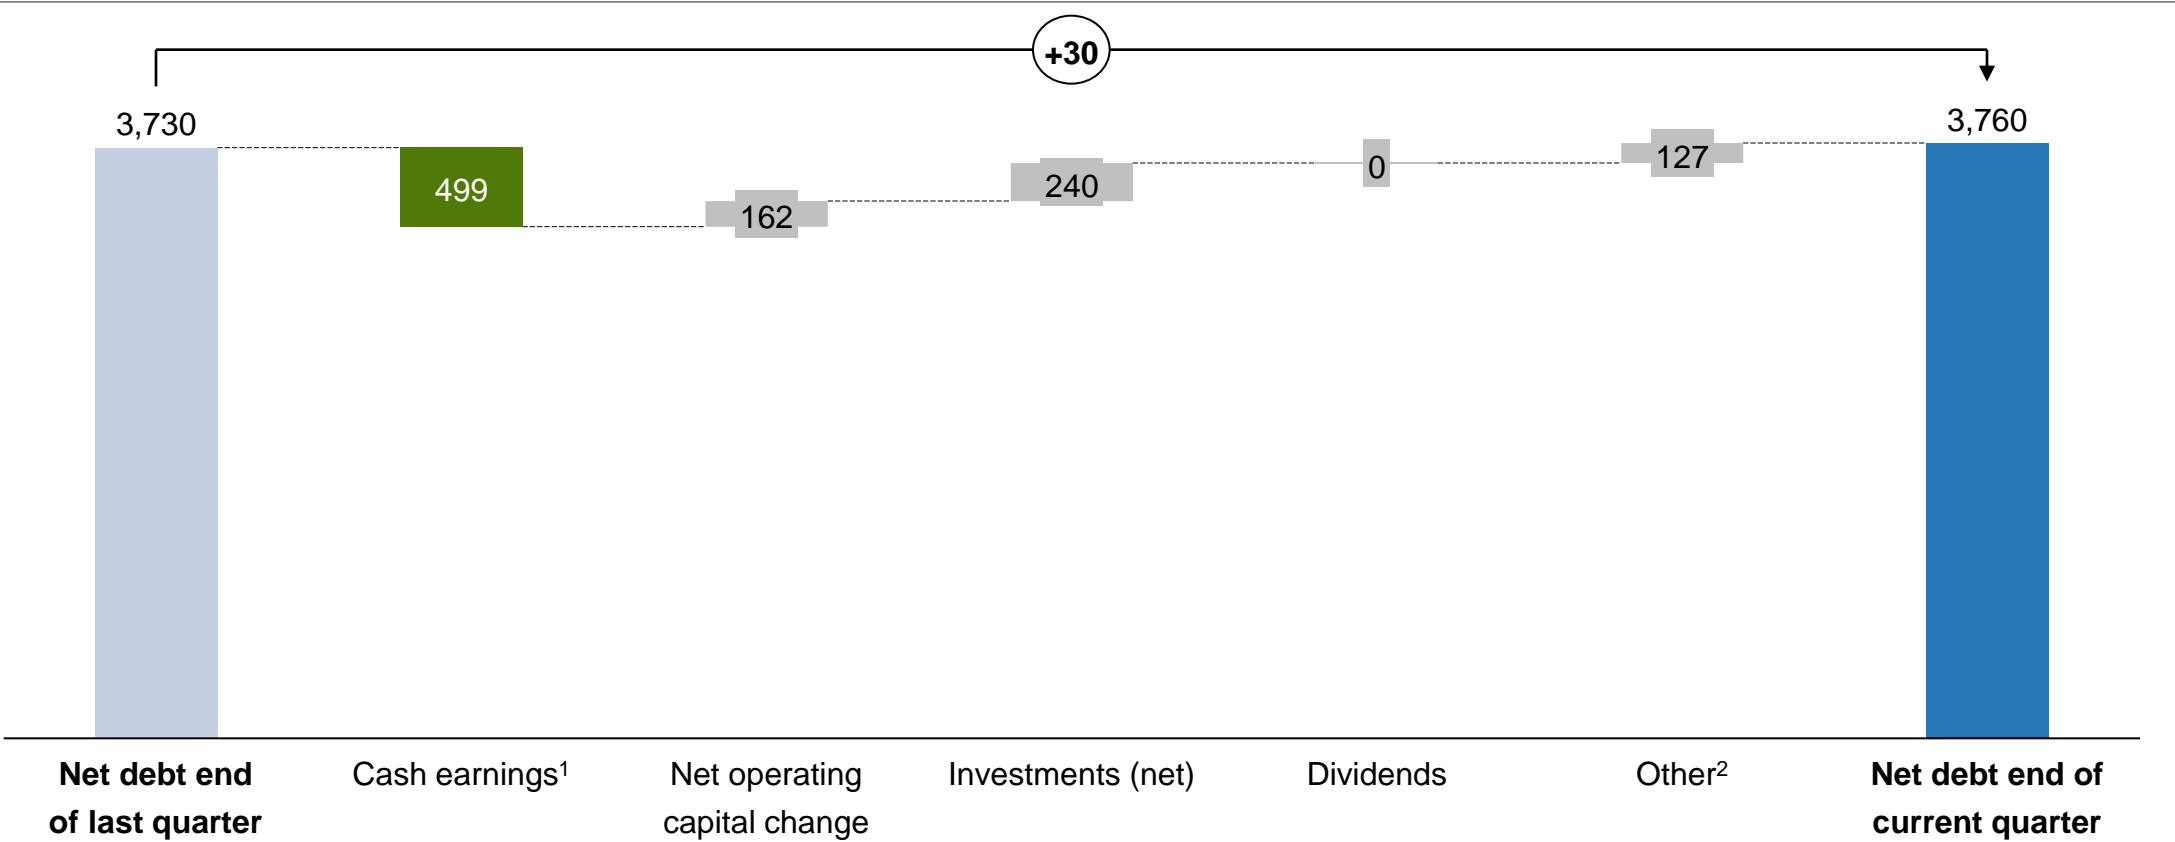 +30
3,730
499
162
240
0
127
3,760
Net debt end
of last quarter
Cash earnings¹
Net operating
capital change
Investments (net)
Dividends
Other²
Net debt end of
current quarter